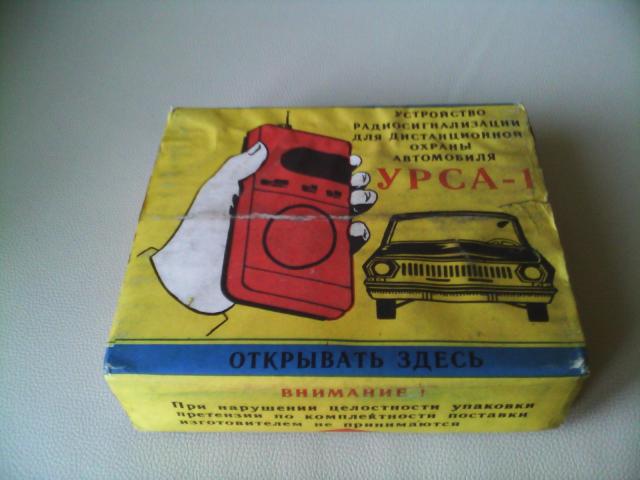 УСТРОЙСТВО
РАДИОСИГНАЛИЗАЦИИ
ДЛЯ ДИСТАНЦИОННОЙ
ОХРАНЫ
АВТОМОБИЛЯ
УРСА-1
ОТКРЫВАТЬ ЗДЕСЬ
ВНИМАНИЕ!
При нарушении целостности упаковки
претензии по комплектности поставки
изготовителем не принимаются